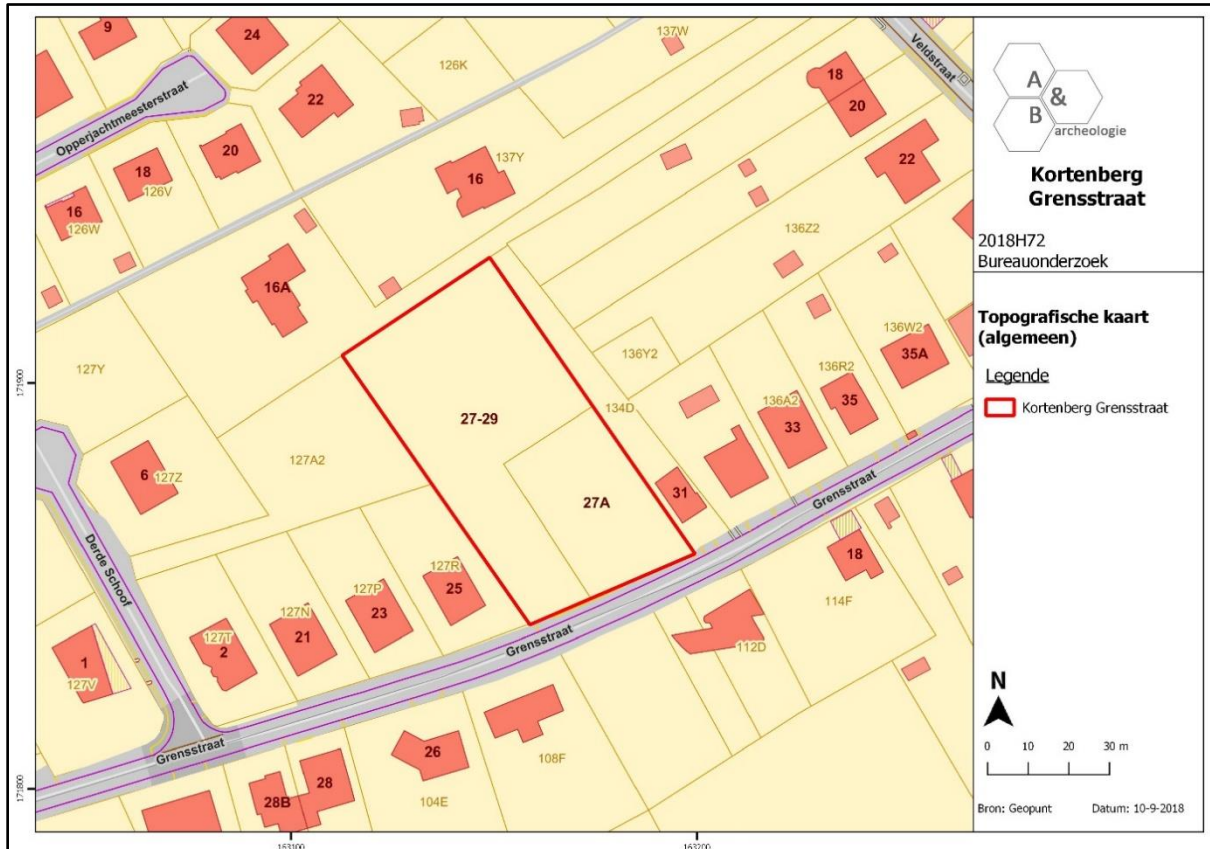 9
24
137W
Veldstraat
126K
Opperjachtmeesterstraat
22
18
20
20
137Y
18
126V
22
16
16
126W
136Z2
16A
136W2
127Y
136Y2
35A
136R2
27-29
134D
136A2
35
33
127A2
6
127Z
27A
31
Grensstraat
Derde Schoof
18
127R
127P
25
114F
127N
23
127T
21
Grensstraat
112D
2
1
127V
Grensstraat
26
108F
28
28B
104E
171900
171800
163100
163200
A
&
B
archeologie
Kortenberg
Grensstraat
2018H72
Bureauonderzoek
Topografische kaart
(algemeen)
Legende
Kortenberg Grensstraat
N
0 10 20 30 m
Bron: Geopunt Datum: 10-9-2018